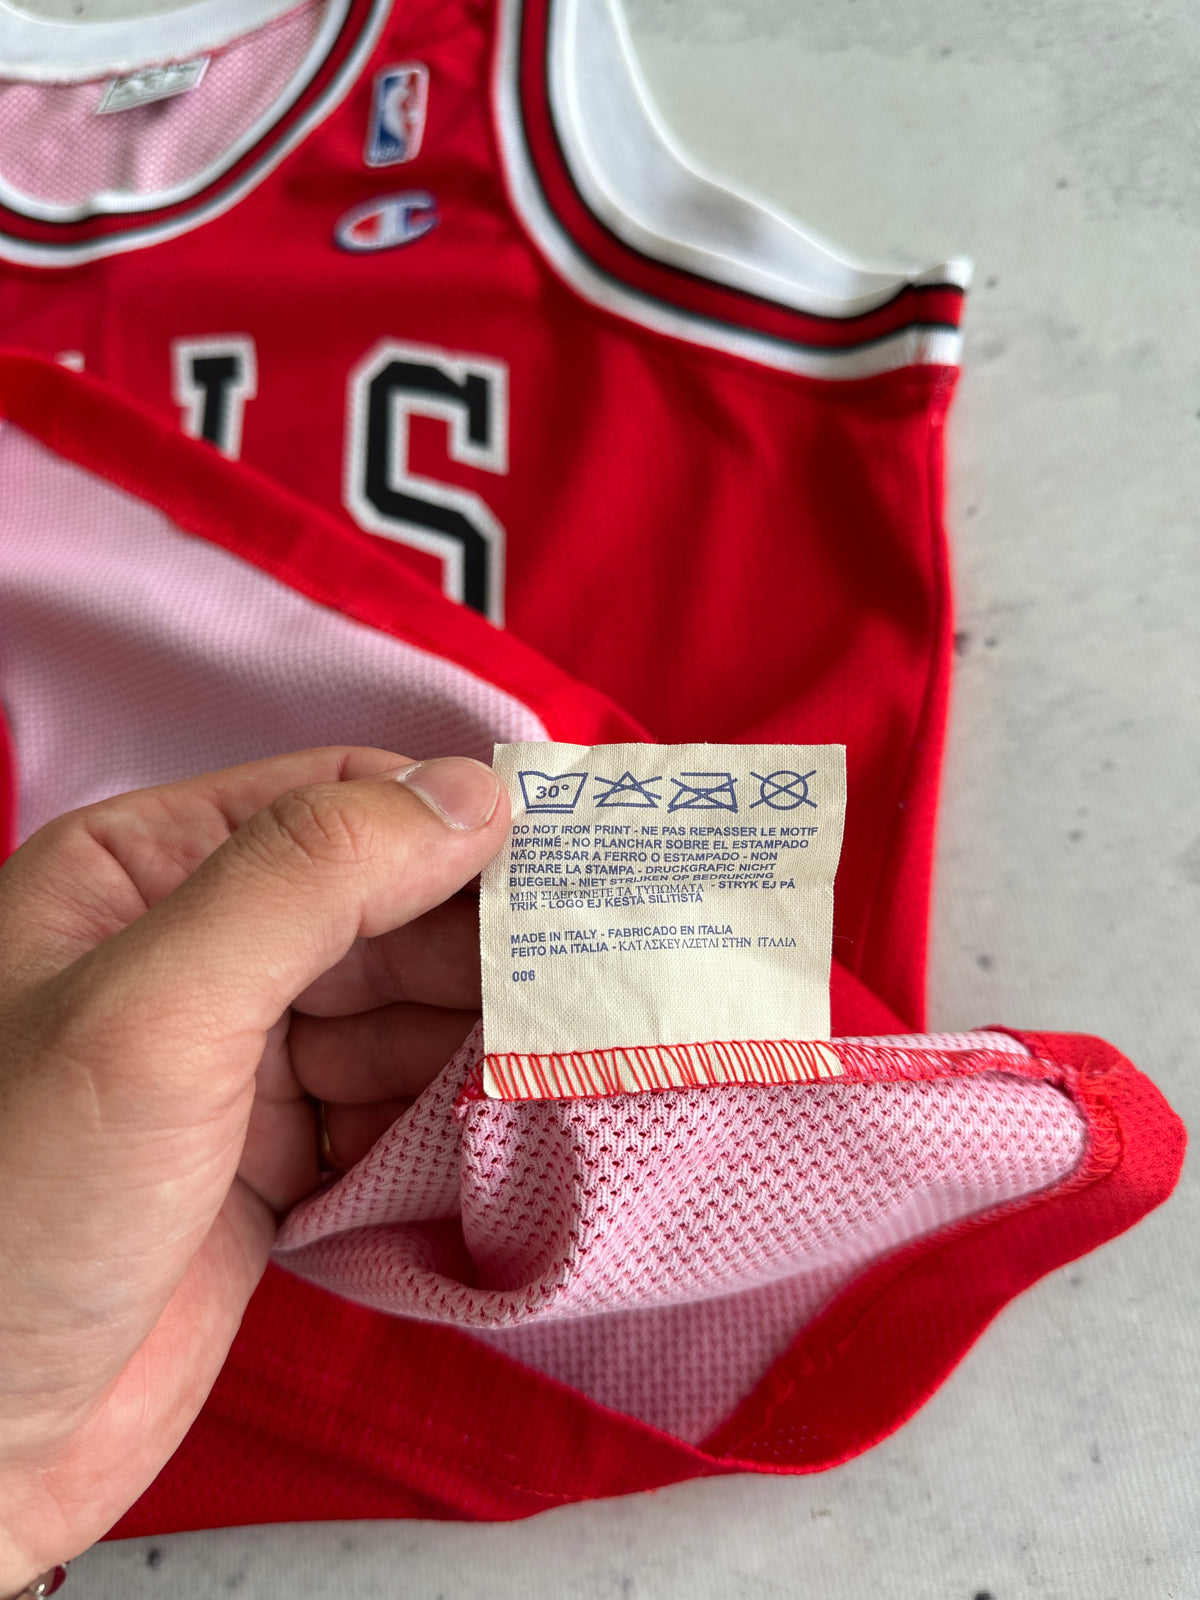 LS
30°
DO NOT IRON PRINT - NE PAS REPASSER LE MOTIF
IMPRIMÉ - NO PLANCHAR SOBRE EL ESTAMPADO
NÃO PASSAR A FERRO O ESTAMPADO - NON
STIRARE LA STAMPA - DRUCKGRAFIC NICHT
BUEGELN - NIET STRIJKEN OP BEDRUKKING
ΜΗΝ ΣΙΔΕΡΩΝΕΤΕ ΤΑ ΤΥΠΩΜΑΤΑ - STRYK EJ PÅ
TRIK - LOGO EJ KESTÄ SILITISTA
MADE IN ITALY - FABRICADO EN ITALIA
FEITO NA ITALIA - ΚΑΤΑΣΚΕΥΑΖΕΤΑΙ ΣΤΗΝ ΙΤΑΛΙΑ
006